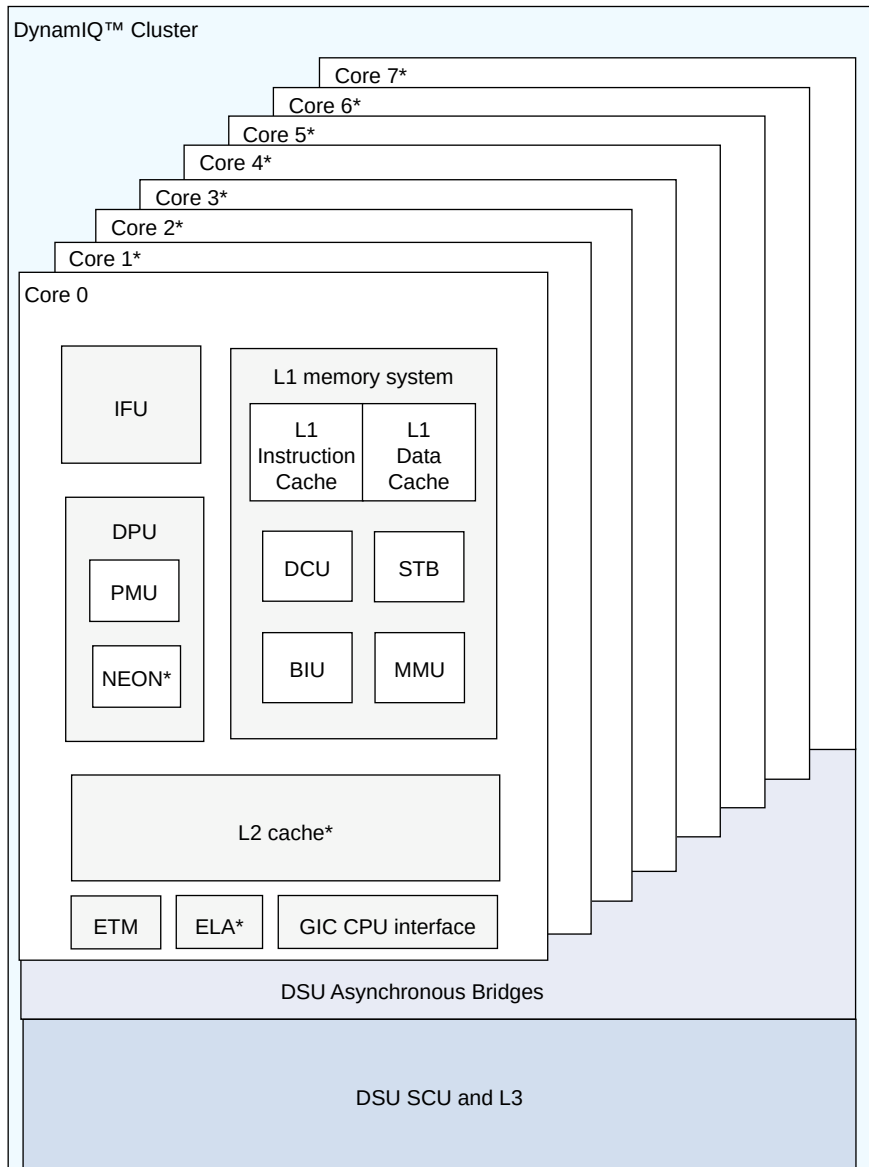 DynamIQ™ Cluster
Core 7*
Core 6*
Core 5*
Core 4*
Core 3*
Core 2*
Core 1*
Core 0
IFU
L1 memory system
L1
Instruction
Cache
L1
Data
Cache
DPU
PMU
NEON*
DCU
STB
BIU
MMU
L2 cache*
ETM
ELA*
GIC CPU interface
DSU Asynchronous Bridges
DSU SCU and L3